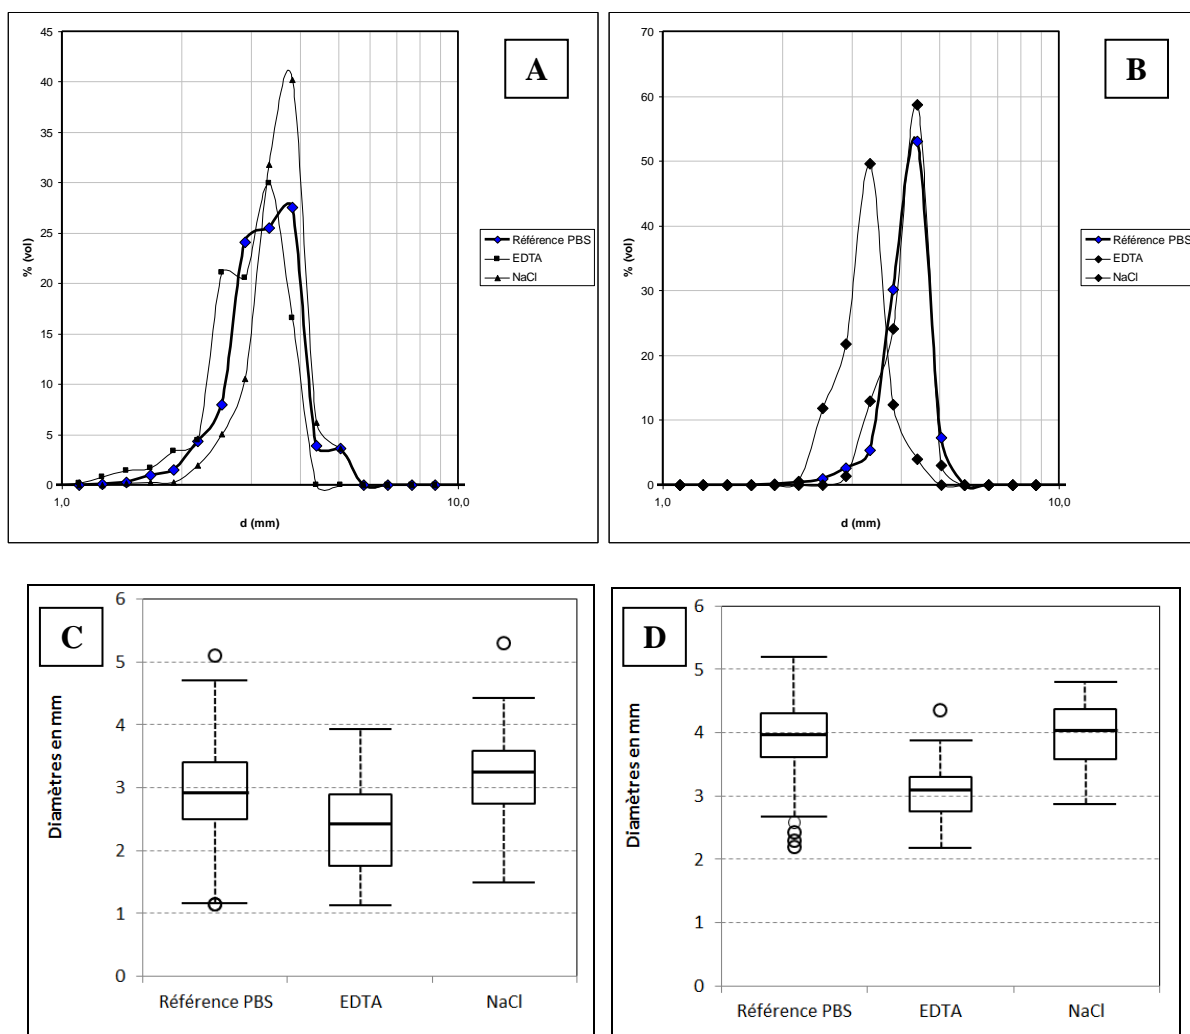 A
45
40
35
30
25
20
15
10
5
0
% (vol)
1,0
10,0
d (mm)
Référence PBS
EDTA
NaCl
B
70
60
50
40
30
20
10
0
% (vol)
1,0
10,0
d (mm)
Référence PBS
EDTA
NaCl
C
6
5
4
3
2
1
0
Diamètres en mm
Référence PBS
EDTA
NaCl
D
6
5
4
3
2
1
0
Diamètres en mm
Référence PBS
EDTA
NaCl